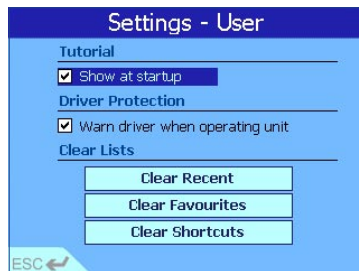 Settings - User
Tutorial
Show at startup
Driver Protection
Warn driver when operating unit
Clear Lists
Clear Recent
Clear Favourites
Clear Shortcuts
ESC